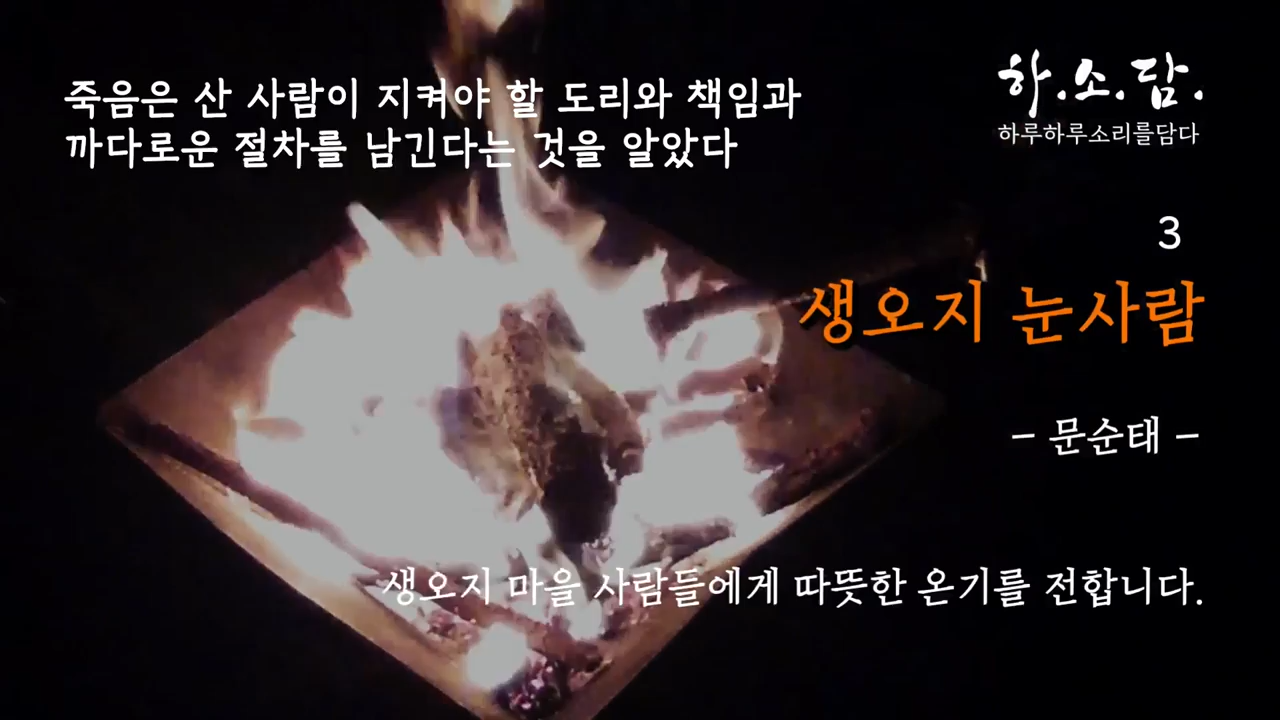 죽음은 산 사람이 지켜야 할 도리와 책임과
까다로운 절차를 남긴다는 것을 알았다
하.소.담.
하루하루소리를담다
3
생오지 눈사람
– 문순태 –
생오지 마을 사람들에게 따뜻한 온기를 전합니다.